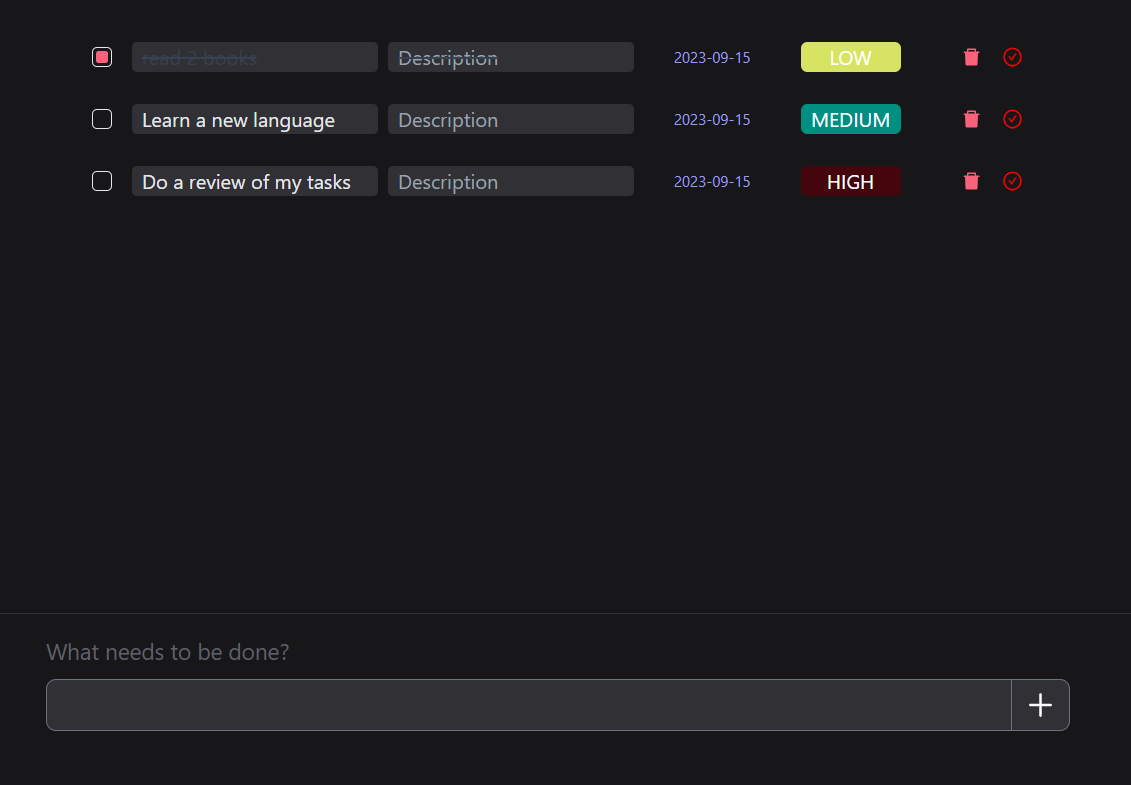 read 2 books Description 2023-09-15 LOW
Learn a new language Description 2023-09-15 MEDIUM
Do a review of my tasks Description 2023-09-15 HIGH
What needs to be done?